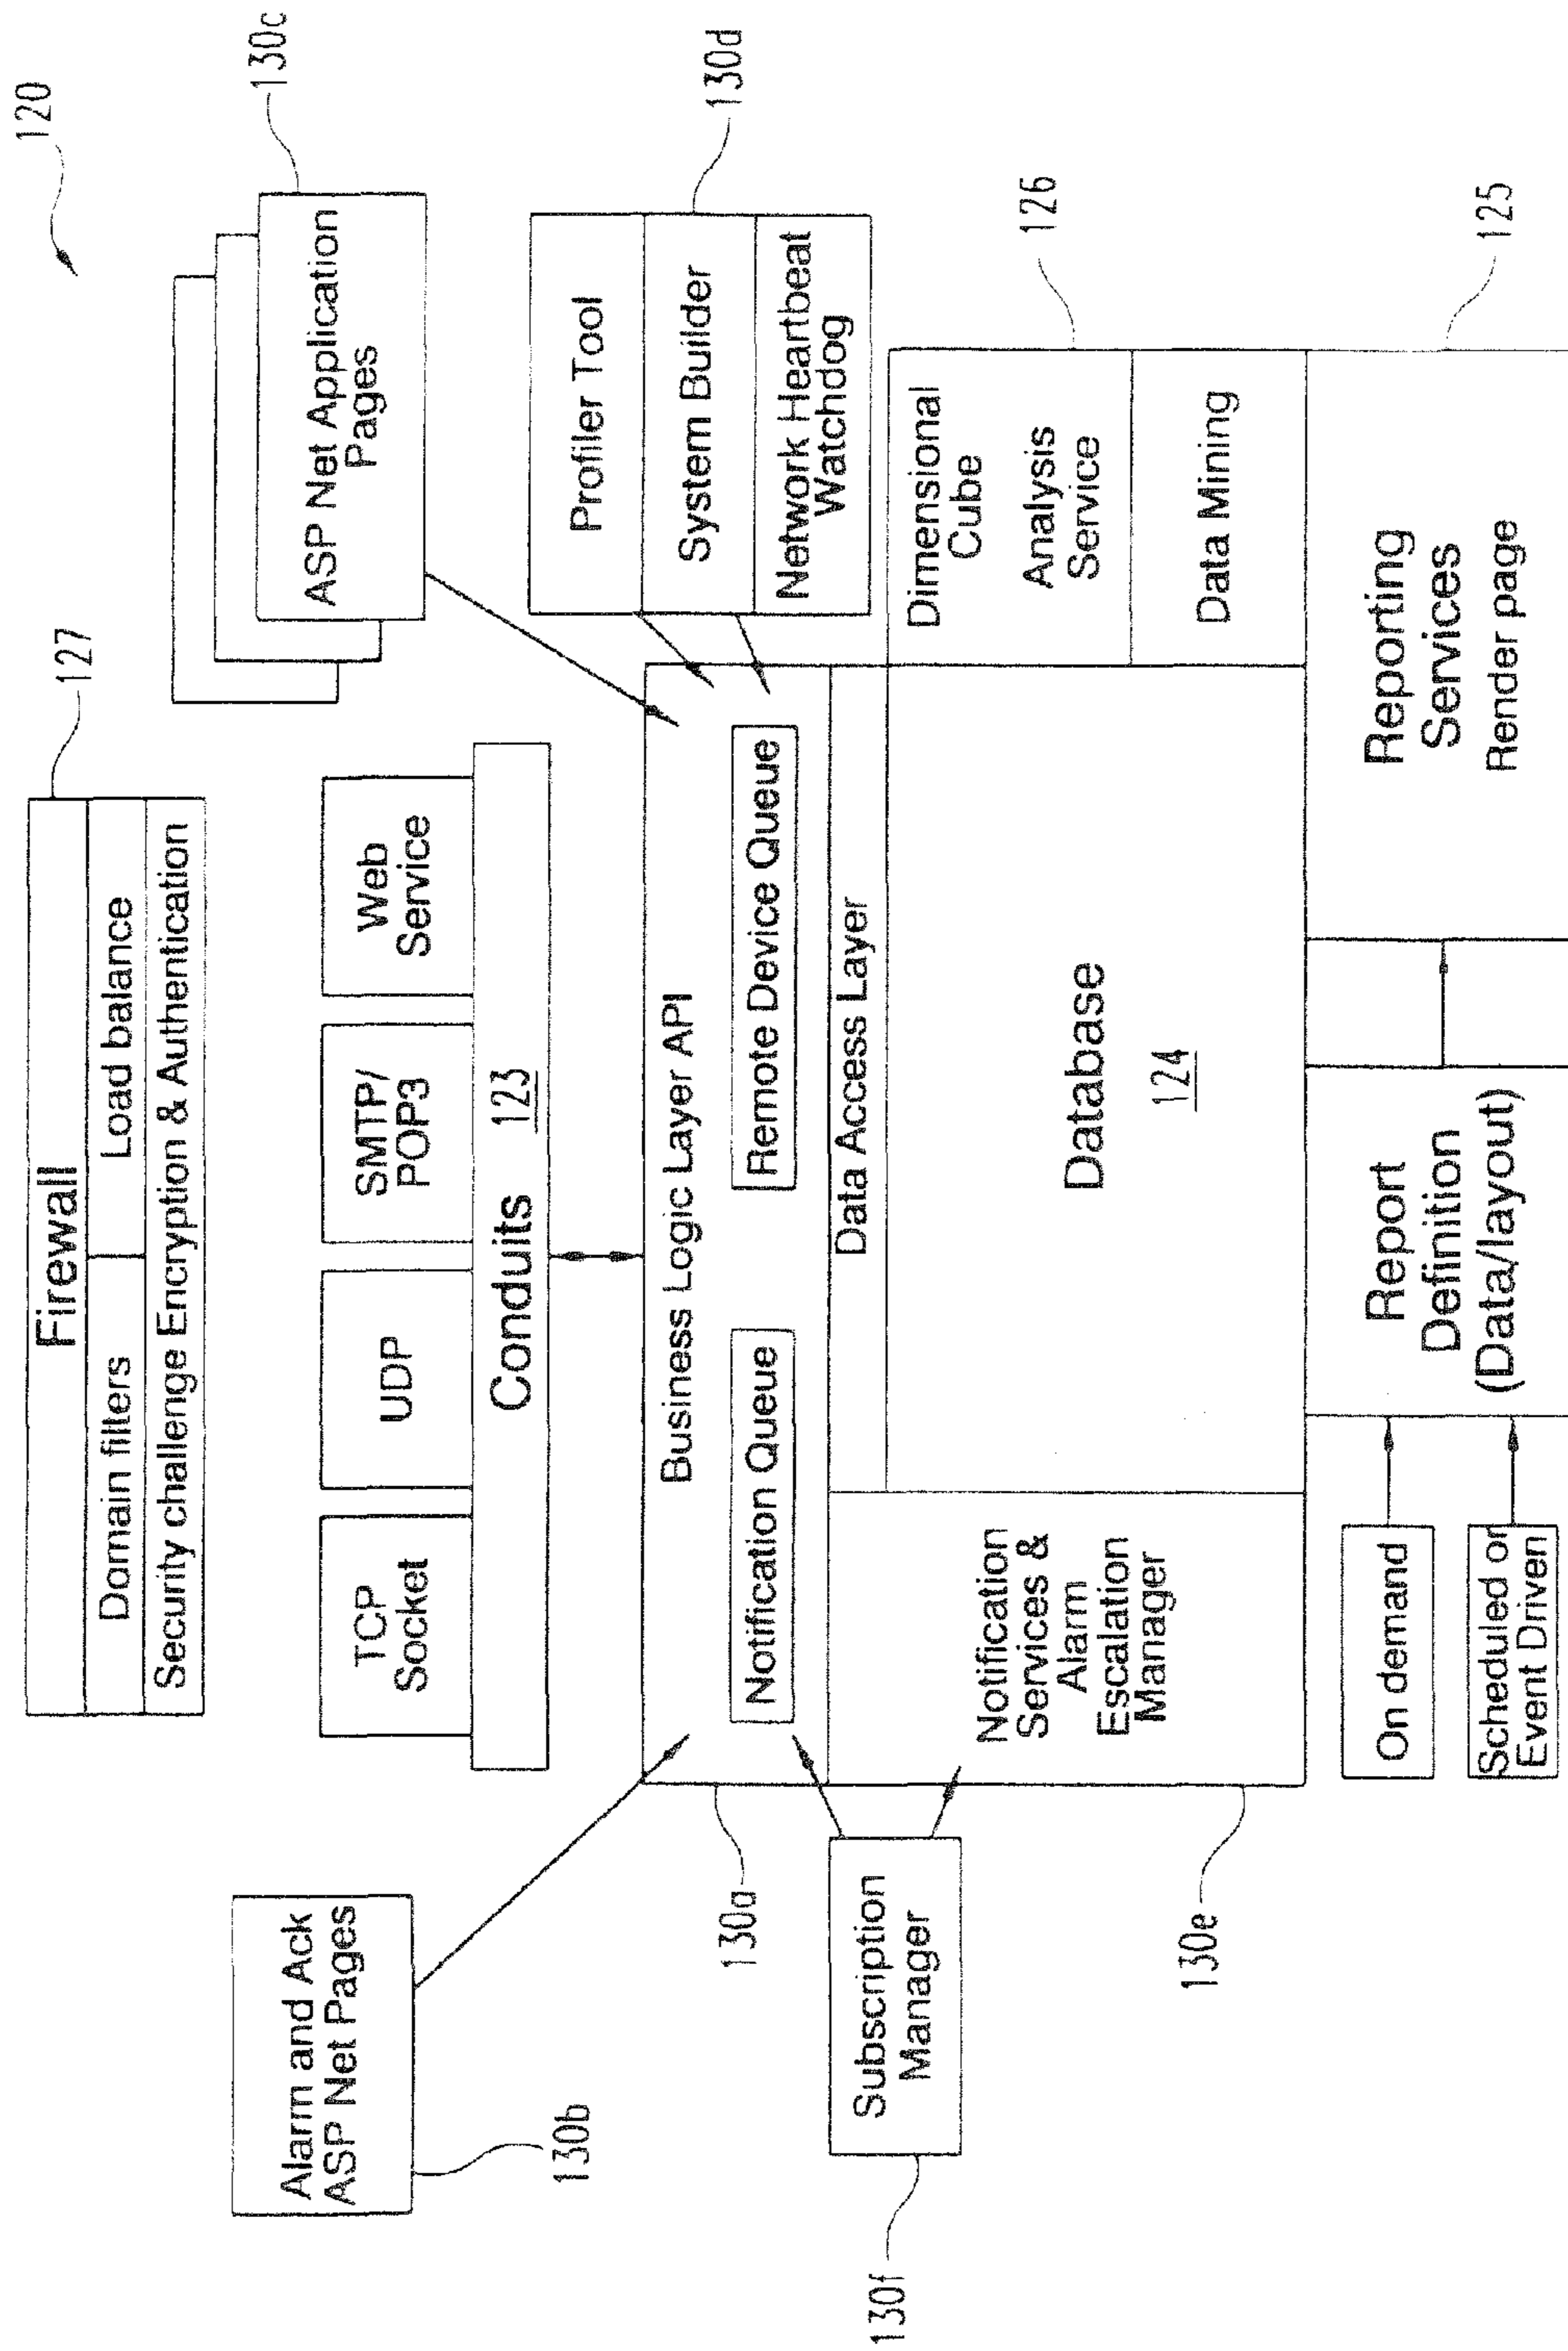 120
Firewall
127
Domain filters
Load balance
Security challenge Encryption & Authentication
130c
ASP Net Application
Pages
Alarm and Ack
ASP Net Pages
130b
TCP
Socket
UDP
SMTP/
POP3
Web
Service
Conduits
123
130d
Profiler Tool
System Builder
Network Heartbeat
Watchdog
Business Logic Layer API
Notification Queue
Remote Device Queue
130a
Data Access Layer
Subscription
Manager
130f
Notification
Services &
Alarm
Escalation
Manager
130e
Database
124
Dimensional
Cube
Analysis
Service
126
Data Mining
On demand
Scheduled or
Event Driven
Report
Definition
(Data/layout)
Reporting
Services
Render page
125